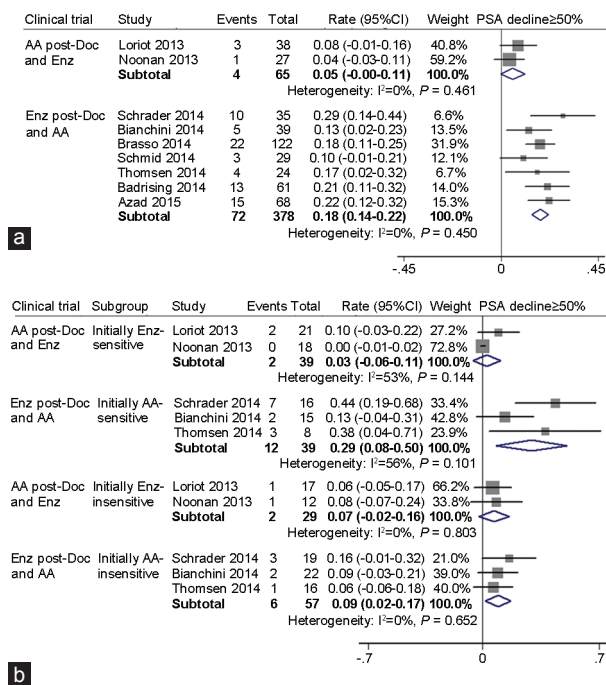 Clinical trial Study Events Total Rate (95%CI) Weight PSA decline≥50%
AA post-Doc Loriot 2013 3 38 0.08 (-0.01-0.16) 40.8%
and Enz Noonan 2013 1 27 0.04 (-0.03-0.11) 59.2%
Subtotal 4 65 0.05 (-0.00-0.11) 100.0%
Heterogeneity: I²=0%, P = 0.461
Enz post-Doc Schrader 2014 10 35 0.29 (0.14-0.44) 6.6%
and AA Bianchini 2014 5 39 0.13 (0.02-0.23) 13.5%
Brasso 2014 22 122 0.18 (0.11-0.25) 31.9%
Schmid 2014 3 29 0.10 (-0.01-0.21) 12.1%
Thomsen 2014 4 24 0.17 (0.02-0.32) 6.7%
Badrising 2014 13 61 0.21 (0.11-0.32) 14.0%
Azad 2015 15 68 0.22 (0.12-0.32) 15.3%
Subtotal 72 378 0.18 (0.14-0.22) 100.0%
Heterogeneity: I²=0%, P = 0.450
a
-.45 0 .45
Clinical trial Subgroup Study Events Total Rate (95%CI) Weight PSA decline≥50%
AA post-Doc Initially Enz- Loriot 2013 2 21 0.10 (-0.03-0.22) 27.2%
and Enz sensitive Noonan 2013 0 18 0.00 (-0.01-0.02) 72.8%
Subtotal 2 39 0.03 (-0.06-0.11) 100.0%
Heterogeneity: I²=53%, P = 0.144
Enz post-Doc Initially AA- Schrader 2014 7 16 0.44 (0.19-0.68) 33.4%
and AA sensitive Bianchini 2014 2 15 0.13 (-0.04-0.31) 42.8%
Thomsen 2014 3 8 0.38 (0.04-0.71) 23.9%
Subtotal 12 39 0.29 (0.08-0.50) 100.0%
Heterogeneity: I²=56%, P = 0.101
AA post-Doc Initially Enz- Loriot 2013 1 17 0.06 (-0.05-0.17) 66.2%
and Enz insensitive Noonan 2013 1 12 0.08 (-0.07-0.24) 33.8%
Subtotal 2 29 0.07 (-0.02-0.16) 100.0%
Heterogeneity: I²=0%, P = 0.803
Enz post-Doc Initially AA- Schrader 2014 3 19 0.16 (-0.01-0.32) 21.0%
and AA insensitive Bianchini 2014 2 22 0.09 (-0.03-0.21) 39.0%
Thomsen 2014 1 16 0.06 (-0.06-0.18) 40.0%
Subtotal 6 57 0.09 (0.02-0.17) 100.0%
Heterogeneity: I²=0%, P = 0.652
b
-.7 0 .7